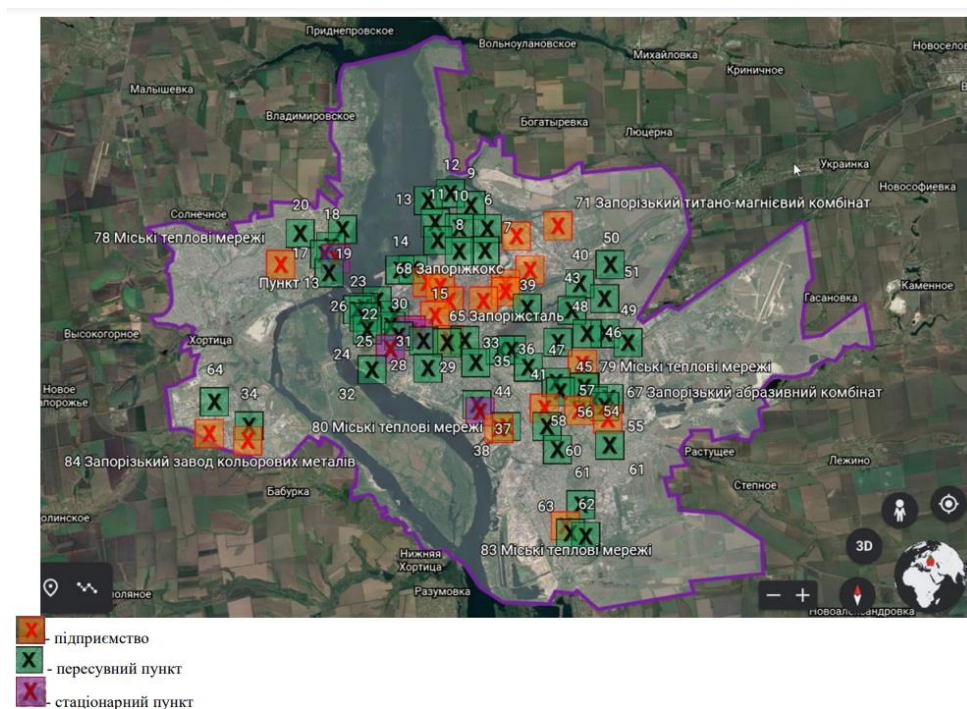 Приднепровское
Вольноулановское
Михайловка
Новоселов
Криничное
Малышевка
Владимировское
Богатыревка
Люцерна
Украинка
Новософиевка
12
9
13
11
10
6
20
18
Солнечное
71 Запорізький титано-магнієвий комбінат
8
7
78 Міські теплові мережі
14
50
17
19
40
51
68 Запоріжкокс
Пункт 13
23
43
39
15
26
30
48
49
Гасановка
Каменное
22
65 Запоріжсталь
Высокогорное
Хортица
25
31
33
46
47
36
24
28
29
35
45
79 Міські теплові мережі
64
41
Новое
Запорожье
34
32
44
57
67 Запорізький абразивний комбінат
56
54
80 Міські теплові мережі
37
58
55
38
60
Растущее
84 Запорізький завод кольорових металів
Лежино
61
61
Степное
Бабурка
63
62
83 Міські теплові мережі
Нижняя
Хортица
3D
Разумовка
Новоалександровка
X - підприємство
X - пересувний пункт
X - стаціонарний пункт